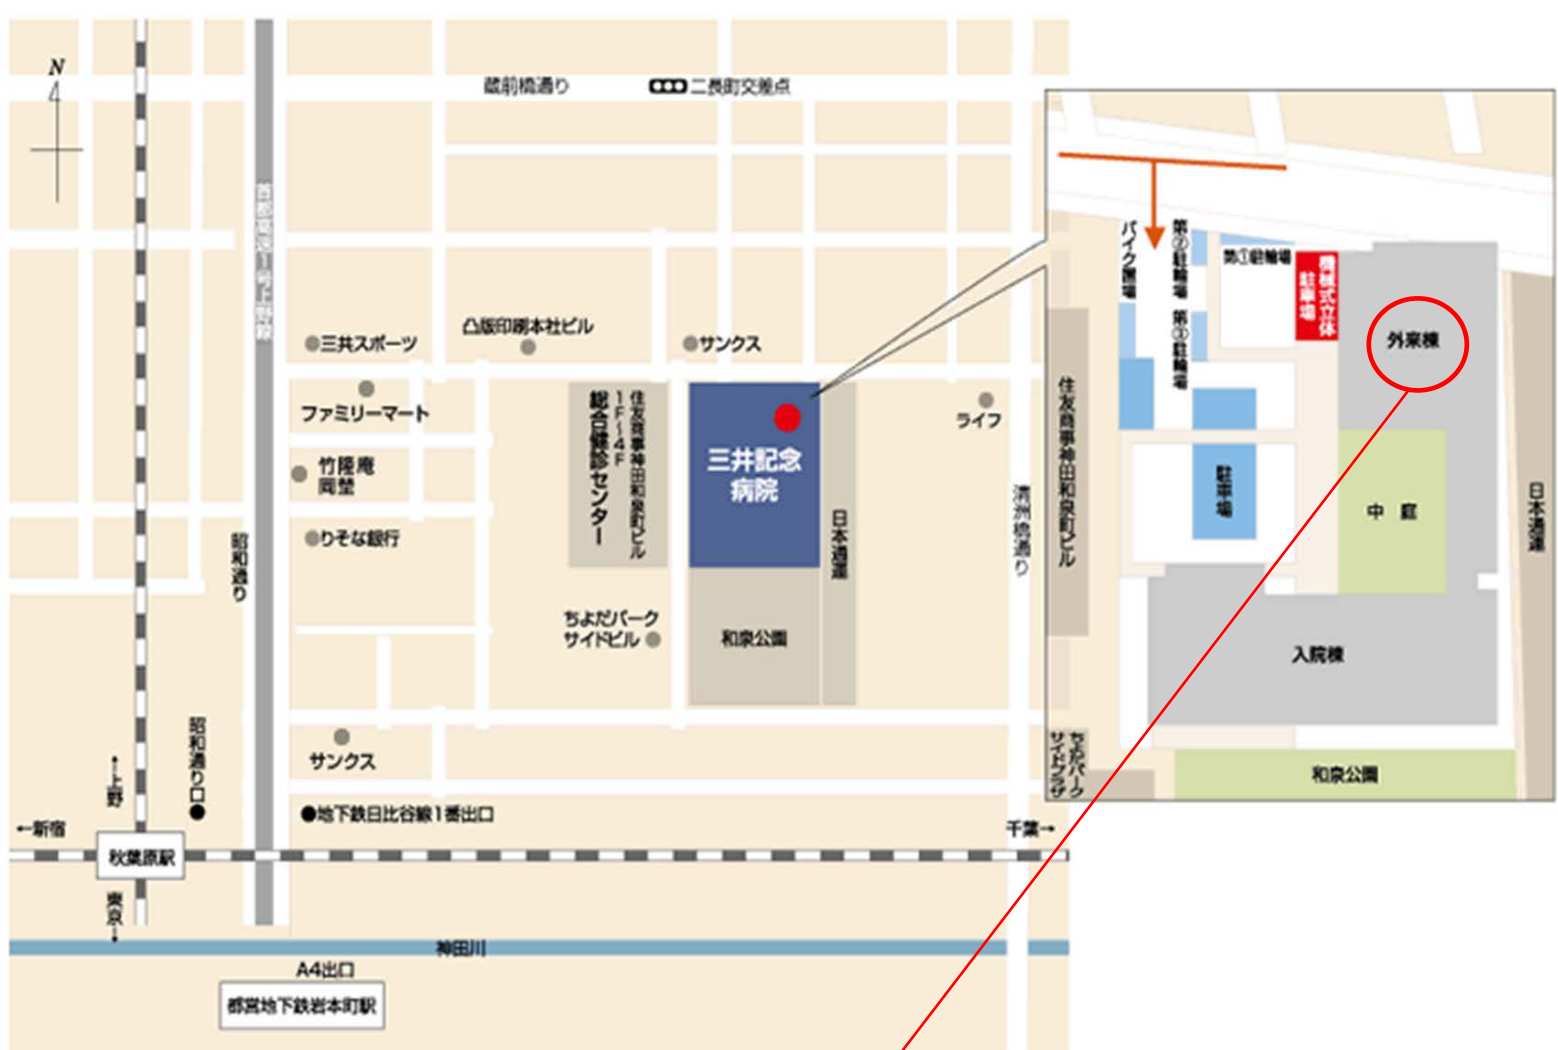 N
蔵前橋通り
二長町交差点
首都高速1号上野線
三共スポーツ
凸版印刷本社ビル
サンクス
ファミリーマート
竹隆庵
岡埜
りそな銀行
昭和通り
住友商事神田和泉町ビル
1F～4F
総合健診センター
三井記念
病院
日本通運
ライフ
清洲橋通り
ちよだパーク
サイドビル
和泉公園
サンクス
昭和通り口●
←上野
●地下鉄日比谷線1番出口
←新宿
千葉→
秋葉原駅
東京→
神田川
A4出口
都営地下鉄岩本町駅
バイク置場
第②駐輪場
第③駐輪場
第①駐輪場
機械式立体
駐車場
外来棟
住友商事神田和泉町ビル
駐車場
中 庭
日本通運
入院棟
ちよだパーク
サイドプラザ
和泉公園